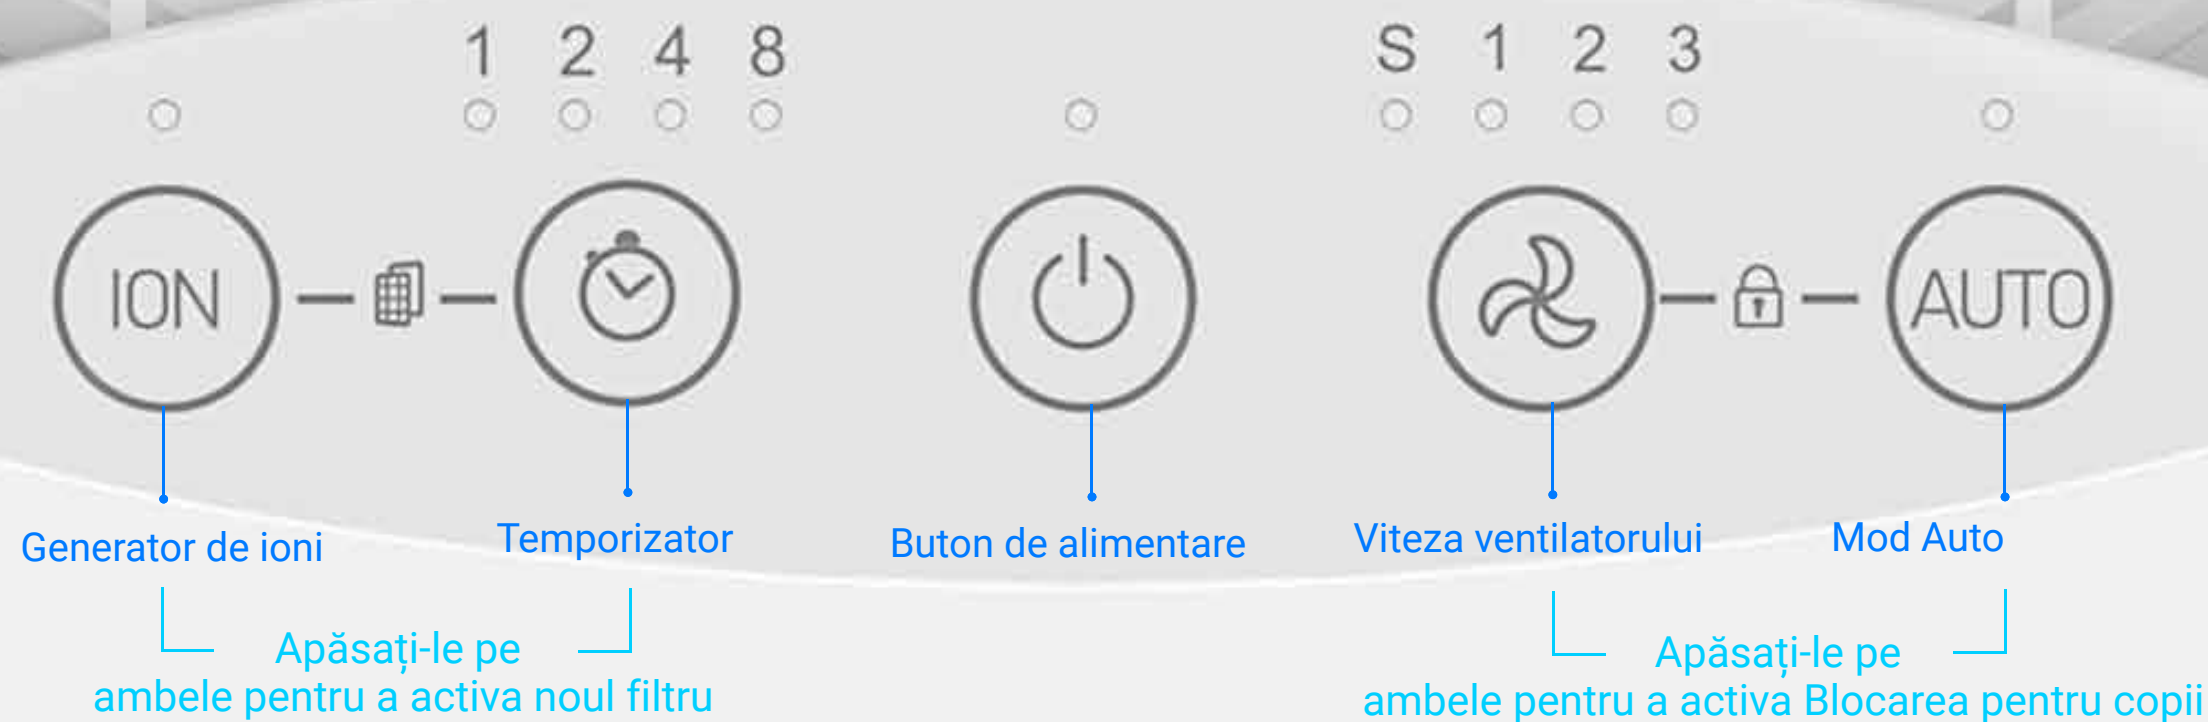 1 2 4 8
S 1 2 3
ION
AUTO
Generator de ioni
Temporizator
Buton de alimentare
Viteza ventilatorului
Mod Auto
Apăsați-le pe
ambele pentru a activa noul filtru
Apăsați-le pe
ambele pentru a activa Blocarea pentru copii